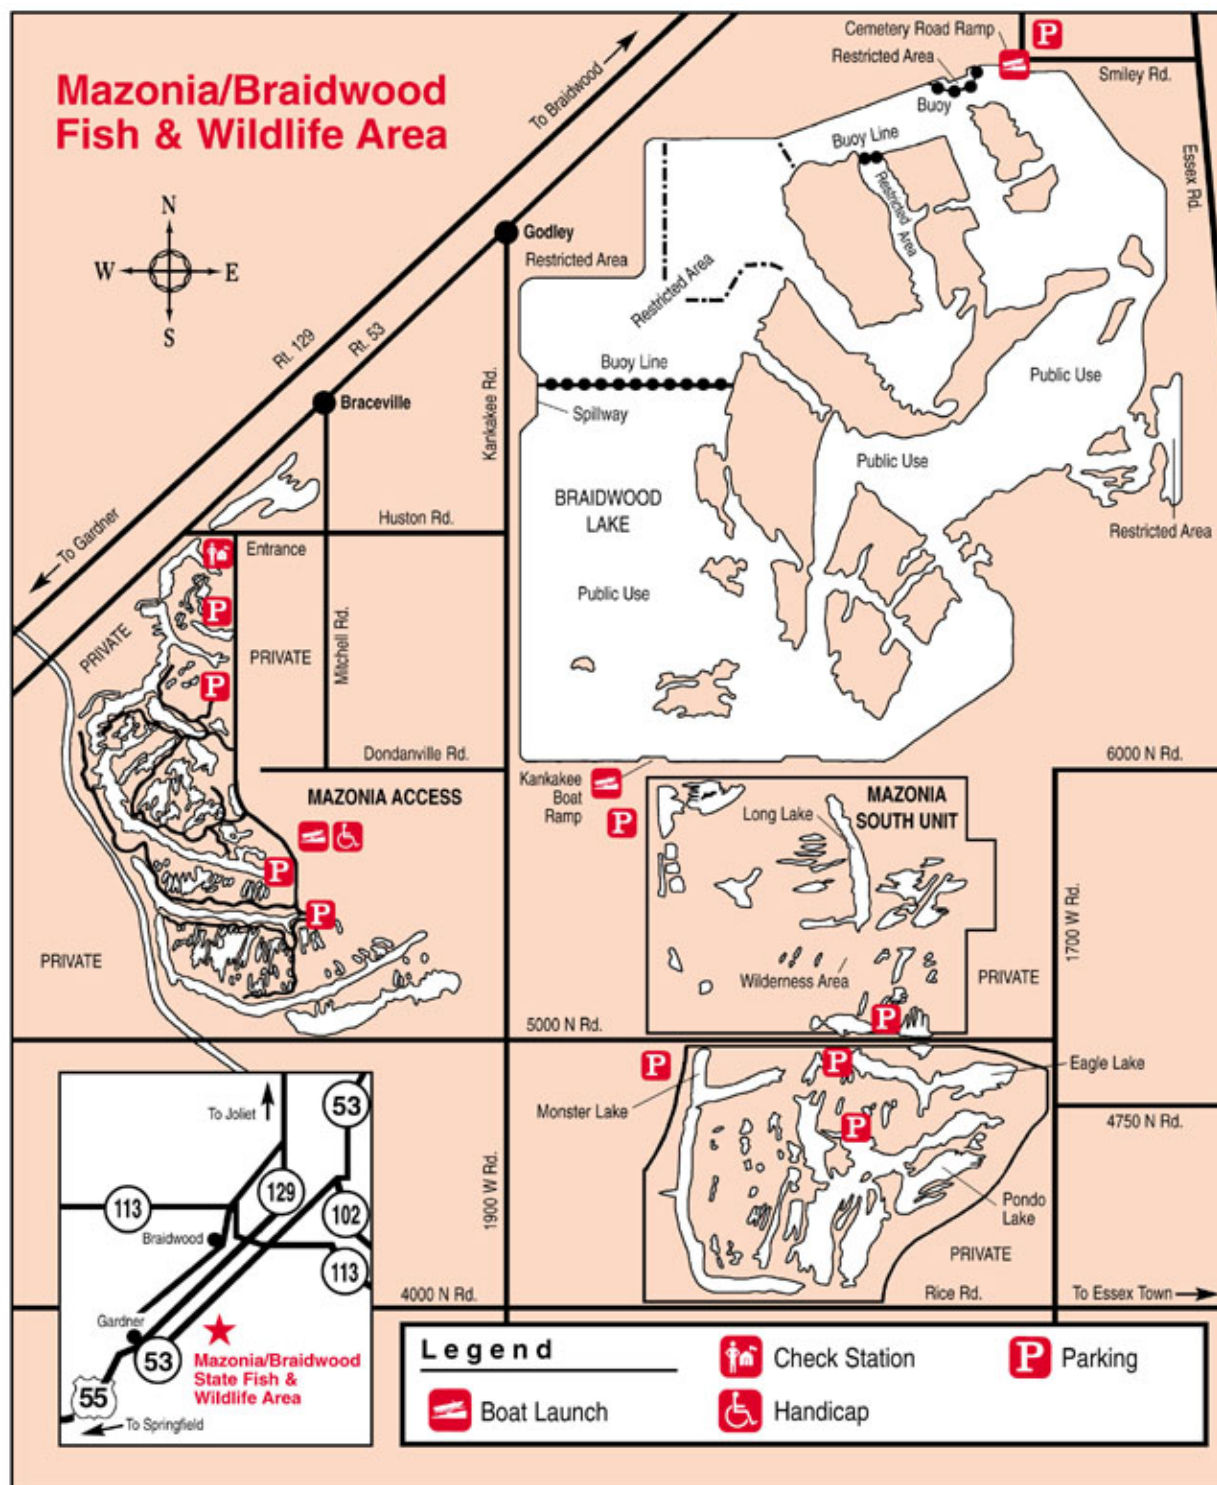 Mazonia/Braidwood
Fish & Wildlife Area
N
W
E
S
To Braidwood
Cemetery Road Ramp
P
Restricted Area
Buoy
Smiley Rd.
Essex Rd.
Buoy Line
Restricted Area
Godley
Restricted Area
Restricted Area
Rt. 129
Rt. 53
Kankakee Rd.
Buoy Line
Spillway
Public Use
Braceville
Public Use
BRAIDWOOD
LAKE
Public Use
Restricted Area
To Gardner
Huston Rd.
Entrance
P
PRIVATE
PRIVATE
Mitchell Rd.
P
Dondanville Rd.
6000 N Rd.
MAZONIA ACCESS
Kankakee
Boat
Ramp
P
Long Lake
MAZONIA
SOUTH UNIT
P
P
PRIVATE
1700 W Rd.
Wilderness Area
PRIVATE
P
5000 N Rd.
P
P
Eagle Lake
Monster Lake
P
4750 N Rd.
1900 W Rd.
Pondo
Lake
PRIVATE
4000 N Rd.
Rice Rd.
To Essex Town
To Joliet
53
113
129
102
Braidwood
113
Gardner
53
Mazonia/Braidwood
State Fish &
Wildlife Area
55
To Springfield
Legend
Check Station
P Parking
Boat Launch
Handicap